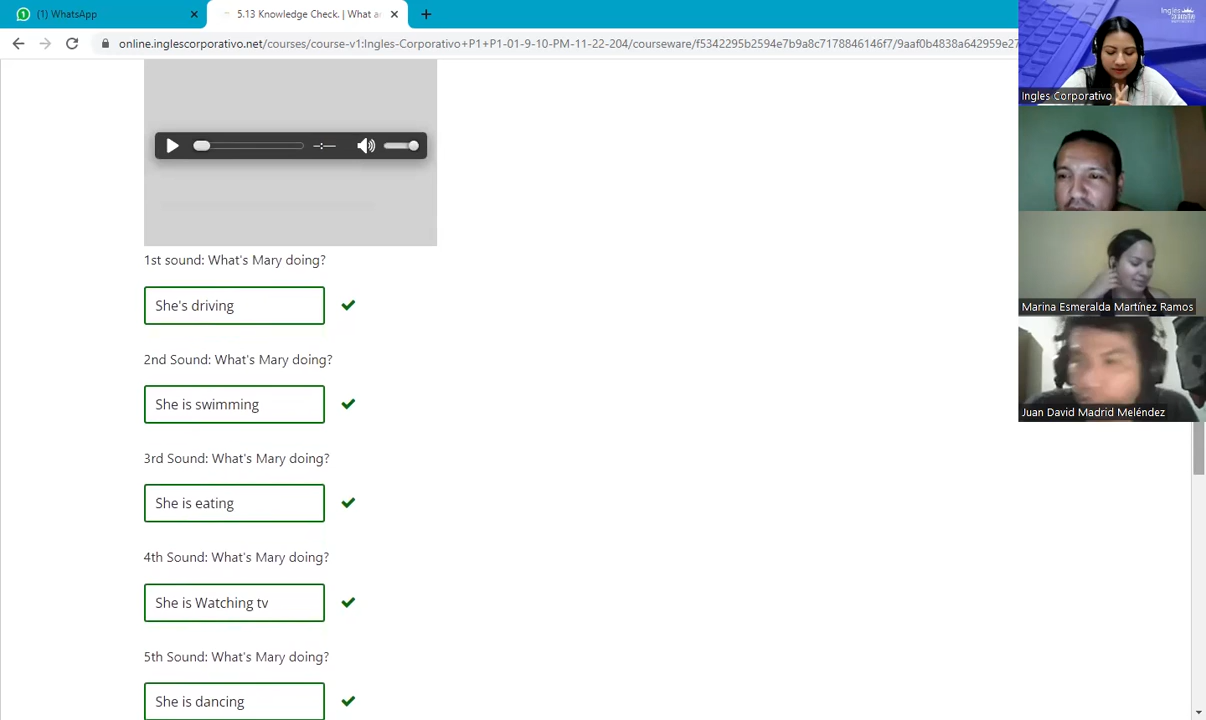 (1) WhatsApp
5.13 Knowledge Check. | What a
online.inglescorporativo.net/courses/course-v1:Ingles-Corporativo+P1+P1-01-9-10-PM-11-22-204/courseware/f5342295b2594e7b9a8c7178846146f7/9aaf0b4838a642959e27
Ingles Corporativo
-:--
1st sound: What's Mary doing?
She's driving
Marina Esmeralda Martínez Ramos
2nd Sound: What's Mary doing?
She is swimming
Juan David Madrid Meléndez
3rd Sound: What's Mary doing?
She is eating
4th Sound: What's Mary doing?
She is Watching tv
5th Sound: What's Mary doing?
She is dancing